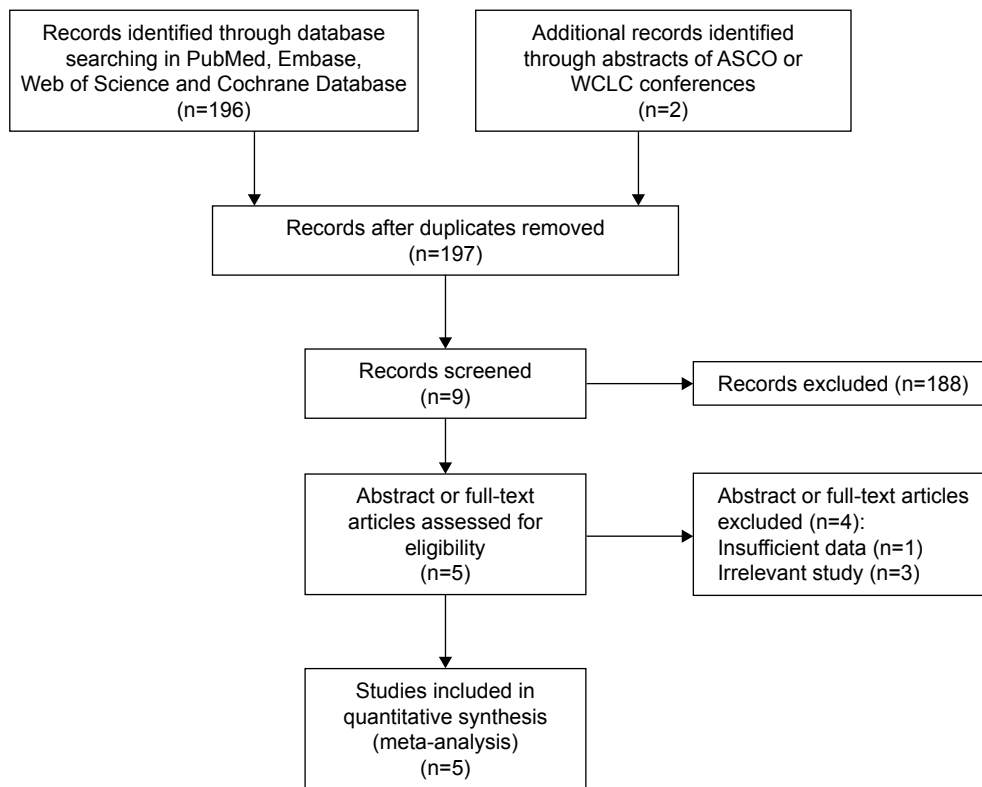 Records identified through database
searching in PubMed, Embase,
Web of Science and Cochrane Database
(n=196)
Additional records identified
through abstracts of ASCO or
WCLC conferences
(n=2)
Records after duplicates removed
(n=197)
Records screened
(n=9)
Records excluded (n=188)
Abstract or full-text
articles assessed for
eligibility
(n=5)
Abstract or full-text articles
excluded (n=4):
Insufficient data (n=1)
Irrelevant study (n=3)
Studies included in
quantitative synthesis
(meta-analysis)
(n=5)